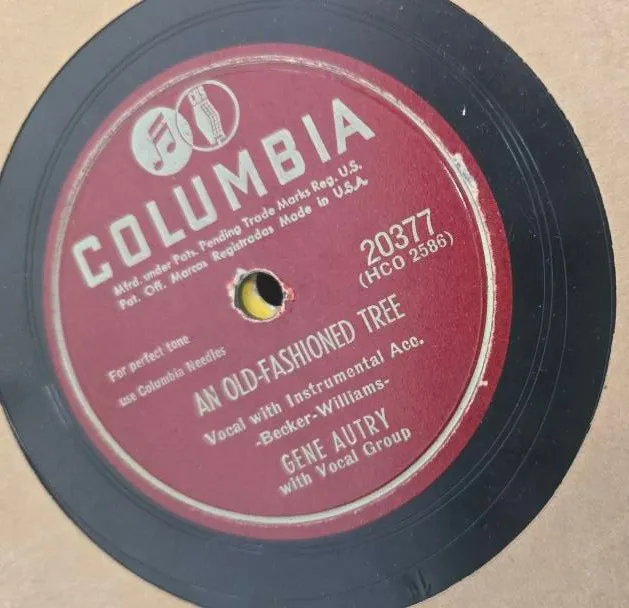 CBS
COLUMBIA
Mfrd. under Pats. Pending Trade Marks Reg. U.S.
Pat. Off. Marcas Registradas Made in U.S.A.
20377
(HCO 2586)
For perfect tone
use Columbia Needles
AN OLD-FASHIONED TREE
Vocal with Instrumental Acc.
-Becker-Williams-
GENE AUTRY
with Vocal Group